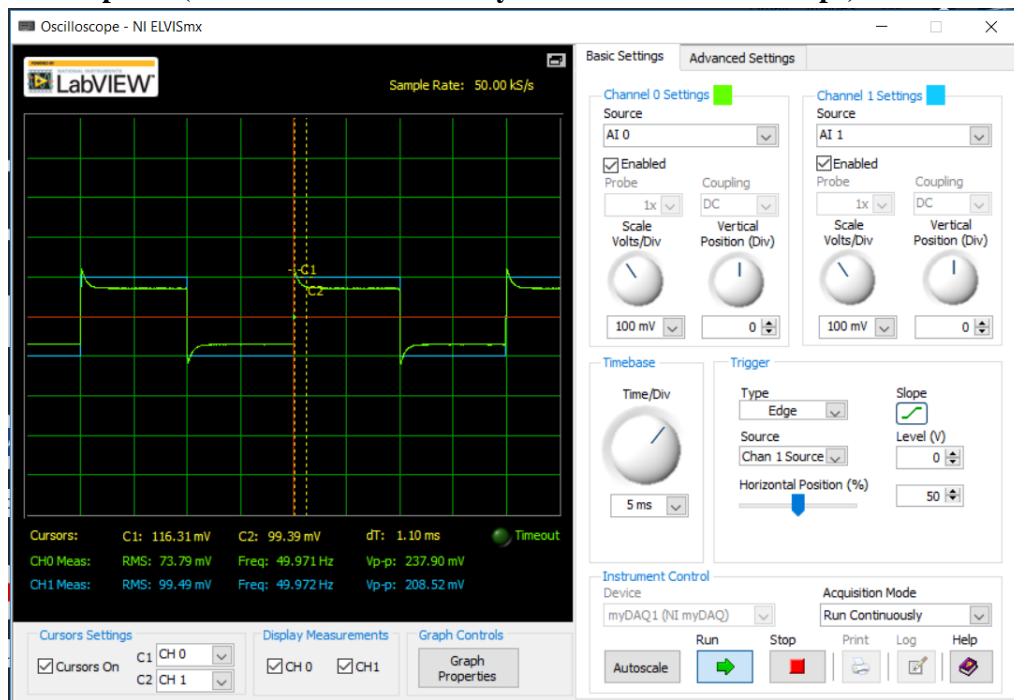 Oscilloscope - NI ELVISmx
POWERED BY
NATIONAL INSTRUMENTS
LabVIEW
Sample Rate: 50.00 kS/s
C1
C2
Cursors: C1: 116.31 mV C2: 99.39 mV dT: 1.10 ms Timeout
CH0 Meas: RMS: 73.79 mV Freq: 49.971 Hz Vp-p: 237.90 mV
CH1 Meas: RMS: 99.49 mV Freq: 49.972 Hz Vp-p: 208.52 mV
Cursors Settings
Cursors On
C1 CH 0
C2 CH 1
Display Measurements
CH 0 CH1
Graph Controls
Graph
Properties
Basic Settings Advanced Settings
Channel 0 Settings
Source
AI 0
Enabled
Probe Coupling
1x DC
Scale Vertical
Volts/Div Position (Div)
100 mV 0
Channel 1 Settings
Source
AI 1
Enabled
Probe Coupling
1x DC
Scale Vertical
Volts/Div Position (Div)
100 mV 0
Timebase
Time/Div
5 ms
Trigger
Type Slope
Edge
Source Level (V)
Chan 1 Source 0
Horizontal Position (%)
50
Instrument Control
Device Acquisition Mode
myDAQ1 (NI myDAQ) Run Continuously
Run Stop Print Log Help
Autoscale